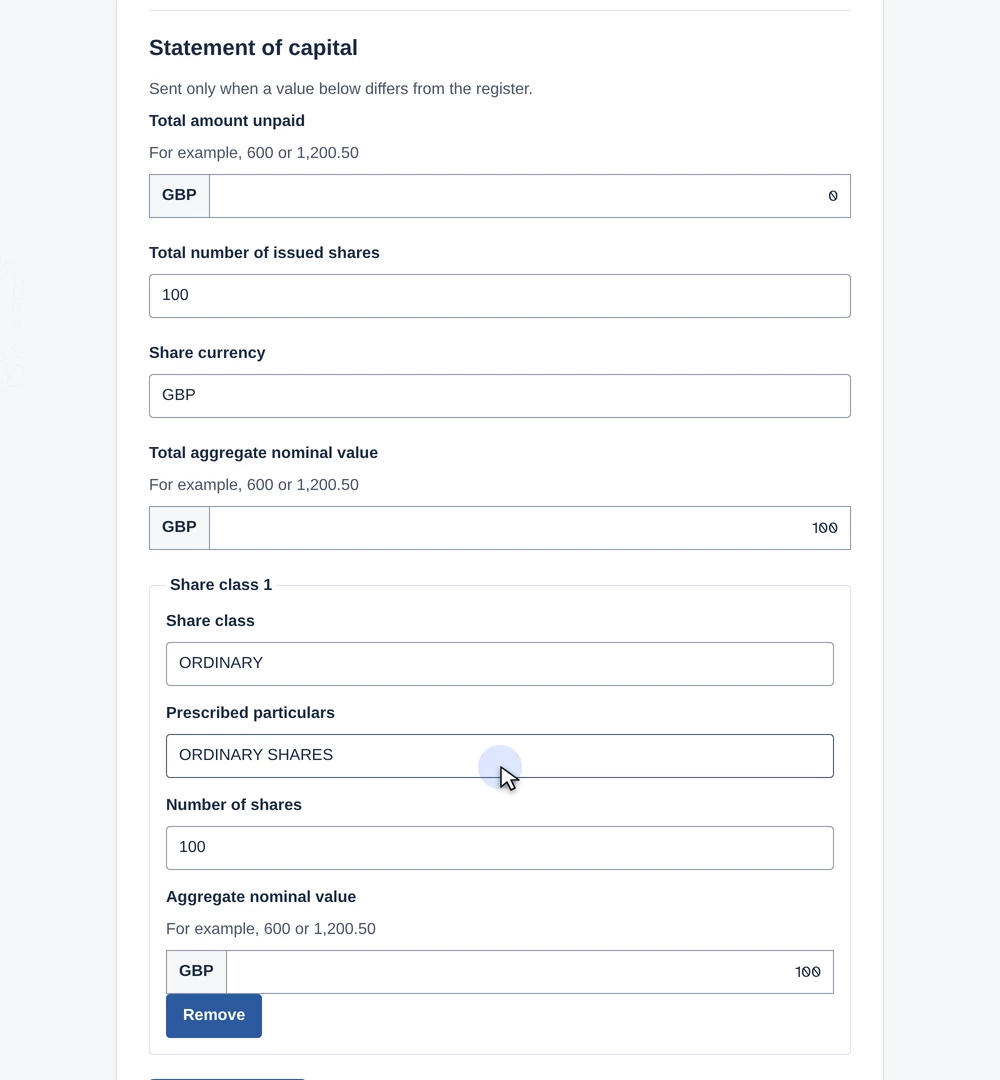 Statement of capital
Sent only when a value below differs from the register.
Total amount unpaid
For example, 600 or 1,200.50
GBP 0
Total number of issued shares
100
Share currency
GBP
Total aggregate nominal value
For example, 600 or 1,200.50
GBP 100
Share class 1
Share class
ORDINARY
Prescribed particulars
ORDINARY SHARES
Number of shares
100
Aggregate nominal value
For example, 600 or 1,200.50
GBP 100
Remove